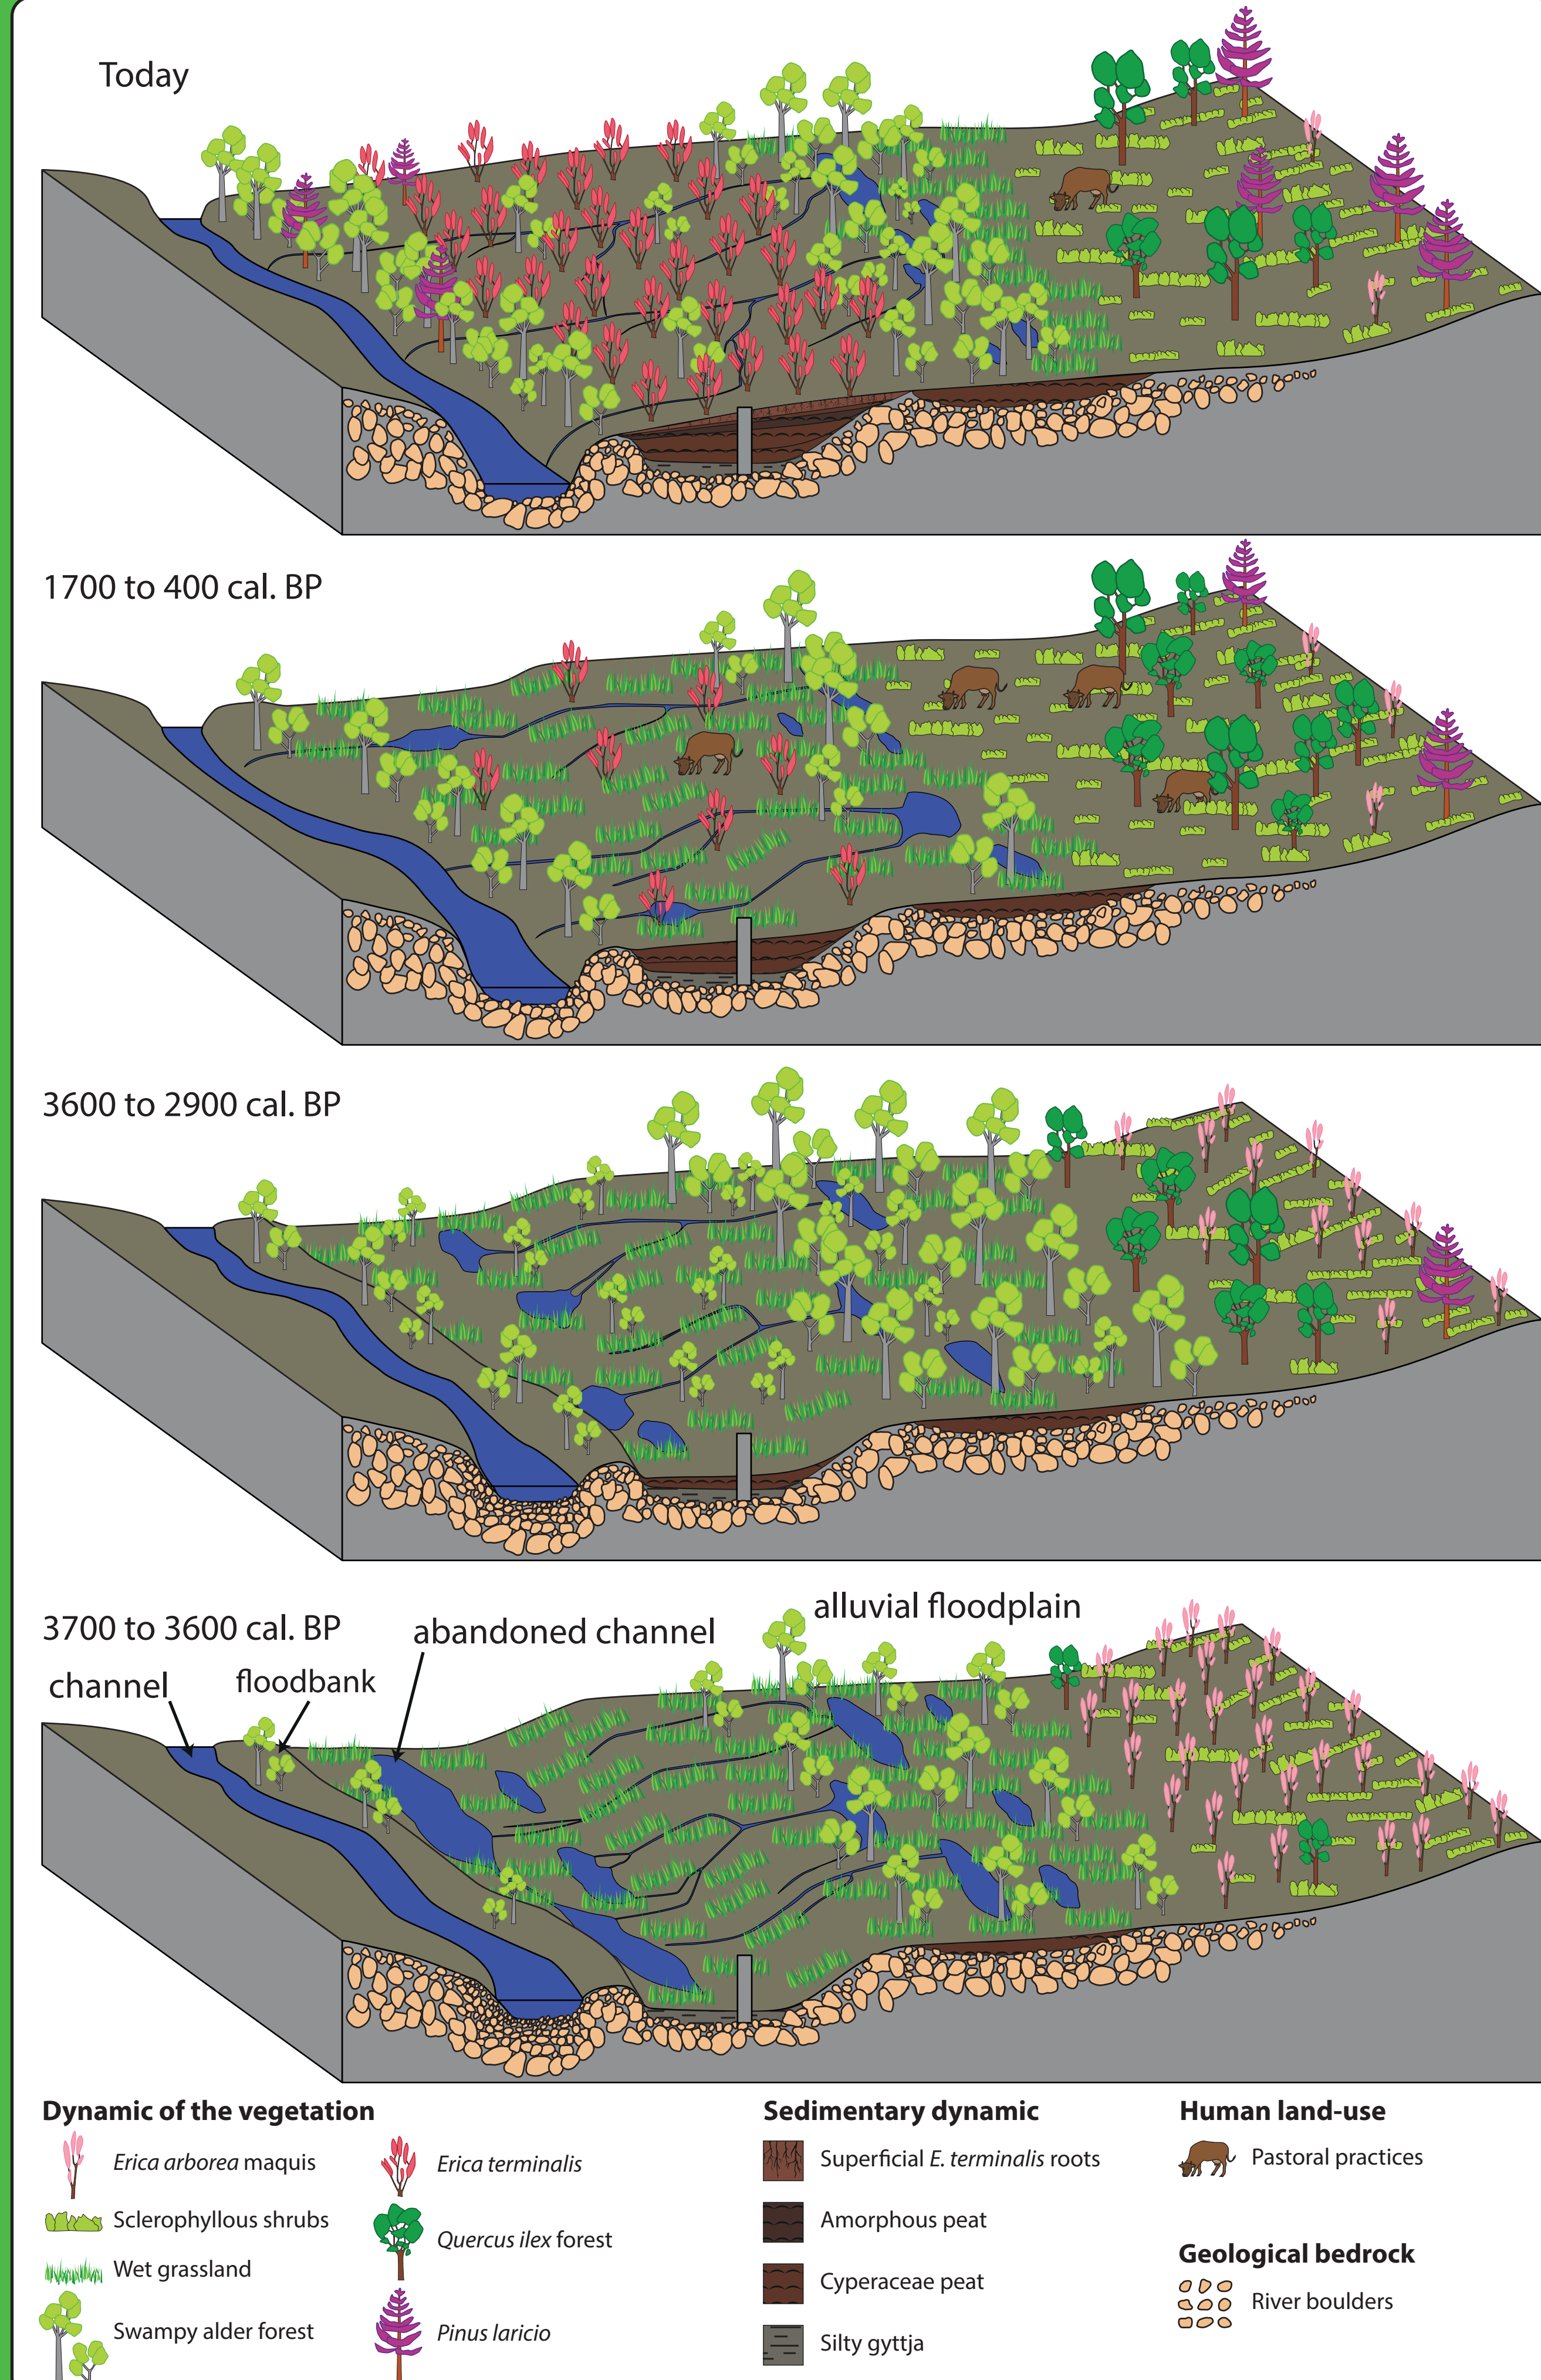 Today
1700 to 400 cal. BP
3600 to 2900 cal. BP
3700 to 3600 cal. BP
alluvial floodplain
abandoned channel
channel
floodbank
Dynamic of the vegetation
Erica arborea maquis
Sclerophyllous shrubs
Wet grassland
Swampy alder forest
Erica terminalis
Quercus ilex forest
Pinus laricio
Sedimentary dynamic
Superficial E. terminalis roots
Amorphous peat
Cyperaceae peat
Silty gyttja
Human land-use
Pastoral practices
Geological bedrock
River boulders